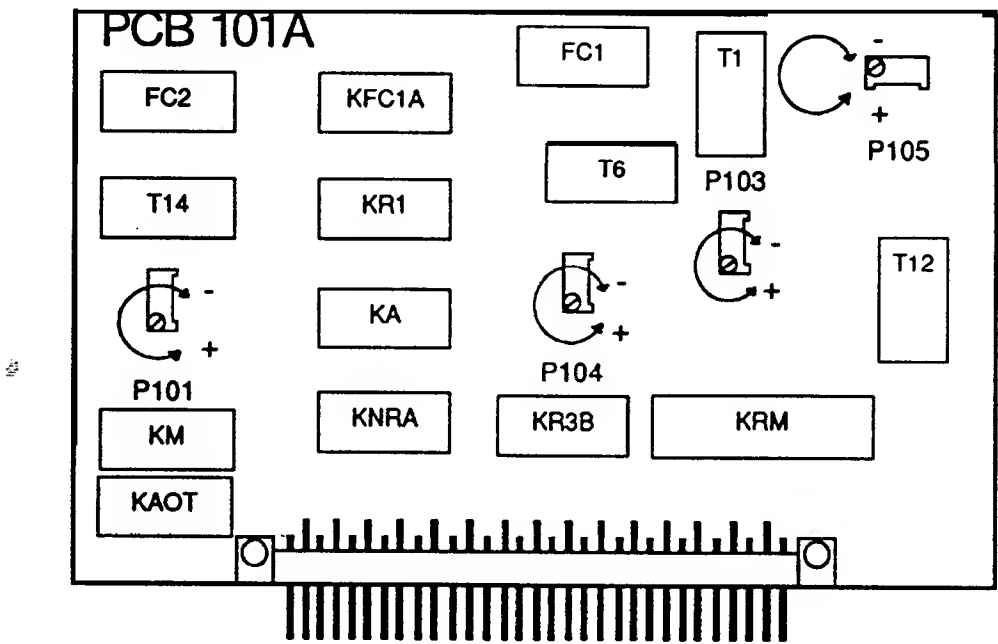 PCB 101A
FC1
T1
-
+
P105
FC2
KFC1A
T6
P103
T14
KR1
-
+
T12
-
+
P101
KA
-
+
P104
KM
KNRA
KR3B
KRM
KAOT